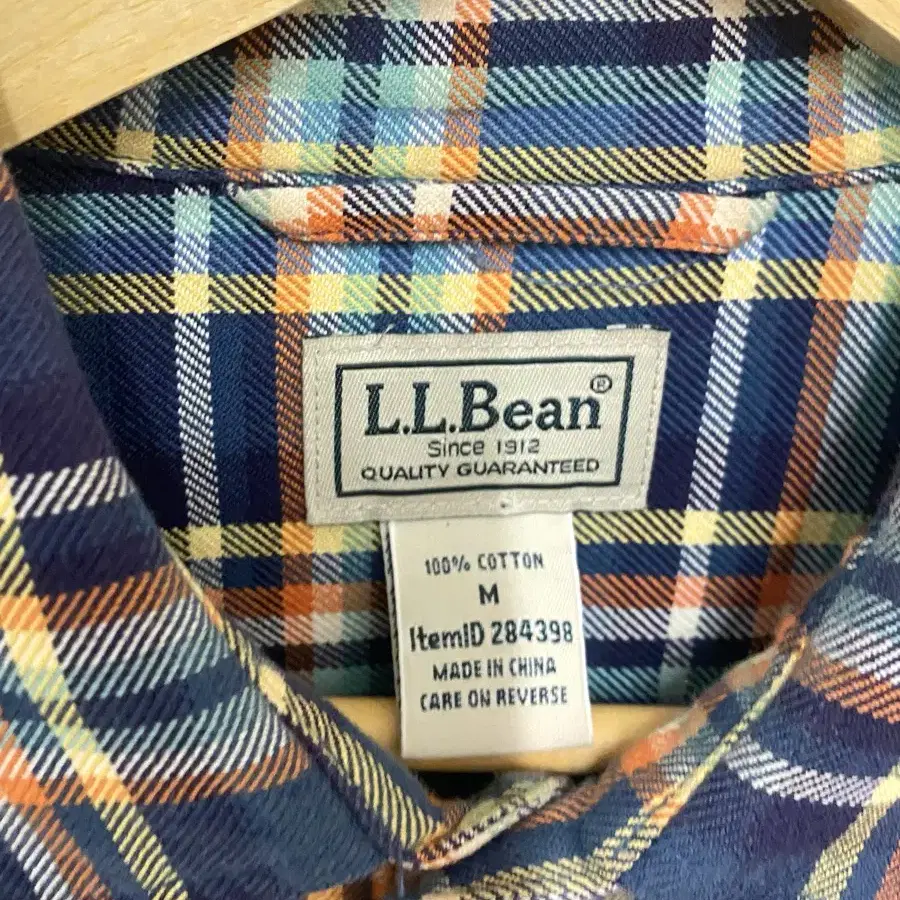 L.L.Bean®
Since 1912
QUALITY GUARANTEED
100% COTTON
M
ItemID 284398
MADE IN CHINA
CARE ON REVERSE